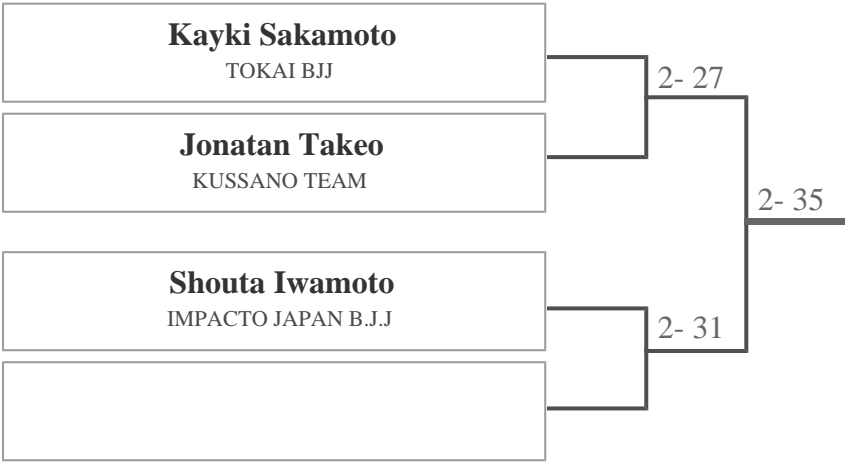 Kayki Sakamoto
TOKAI BJJ
2- 27
Jonatan Takeo
KUSSANO TEAM
2- 35
Shouta Iwamoto
IMPACTO JAPAN B.J.J
2- 31